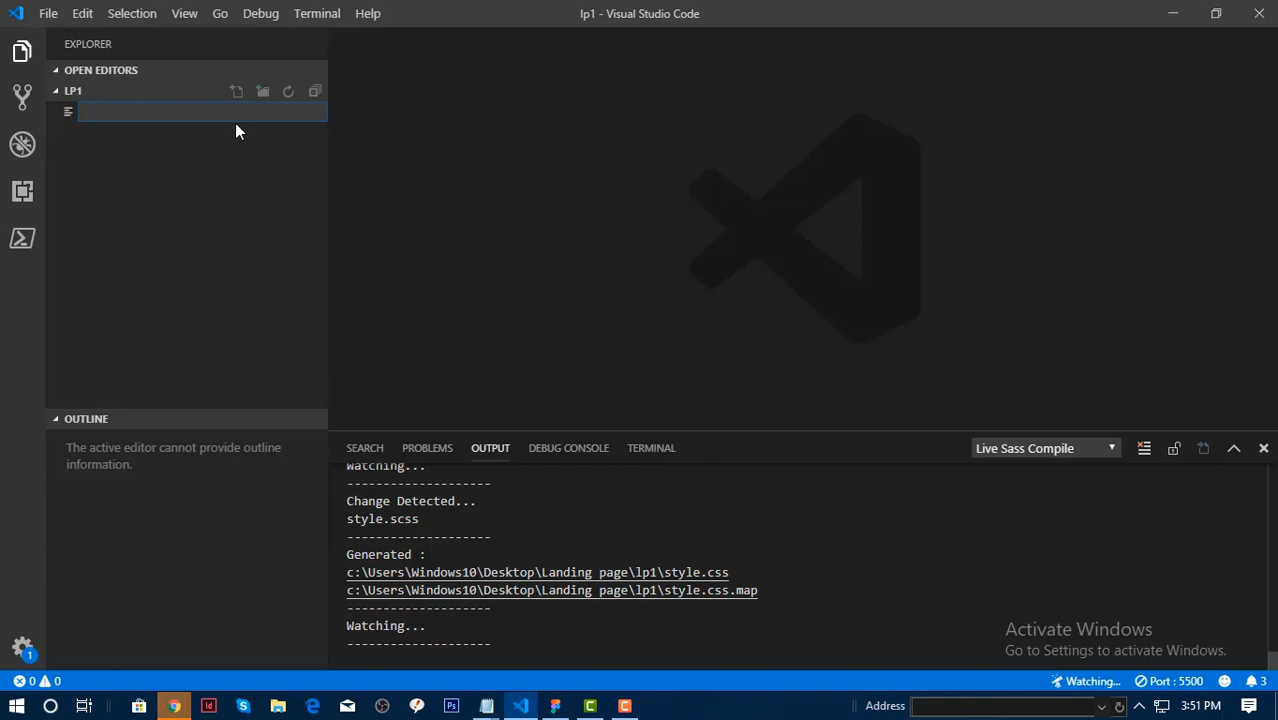 File Edit Selection View Go Debug Terminal Help
lp1 - Visual Studio Code
EXPLORER
OPEN EDITORS
LP1
OUTLINE
The active editor cannot provide outline
information.
SEARCH PROBLEMS OUTPUT DEBUG CONSOLE TERMINAL
Live Sass Compile
Watching...
--------------------
Change Detected...
style.scss
--------------------
Generated :
c:\Users\Windows10\Desktop\Landing page\lp1\style.css
c:\Users\Windows10\Desktop\Landing page\lp1\style.css.map
--------------------
Watching...
--------------------
Activate Windows
Go to Settings to activate Windows.
1
0 0
Watching... Port : 5500 3
Id Ps
Address
3:51 PM